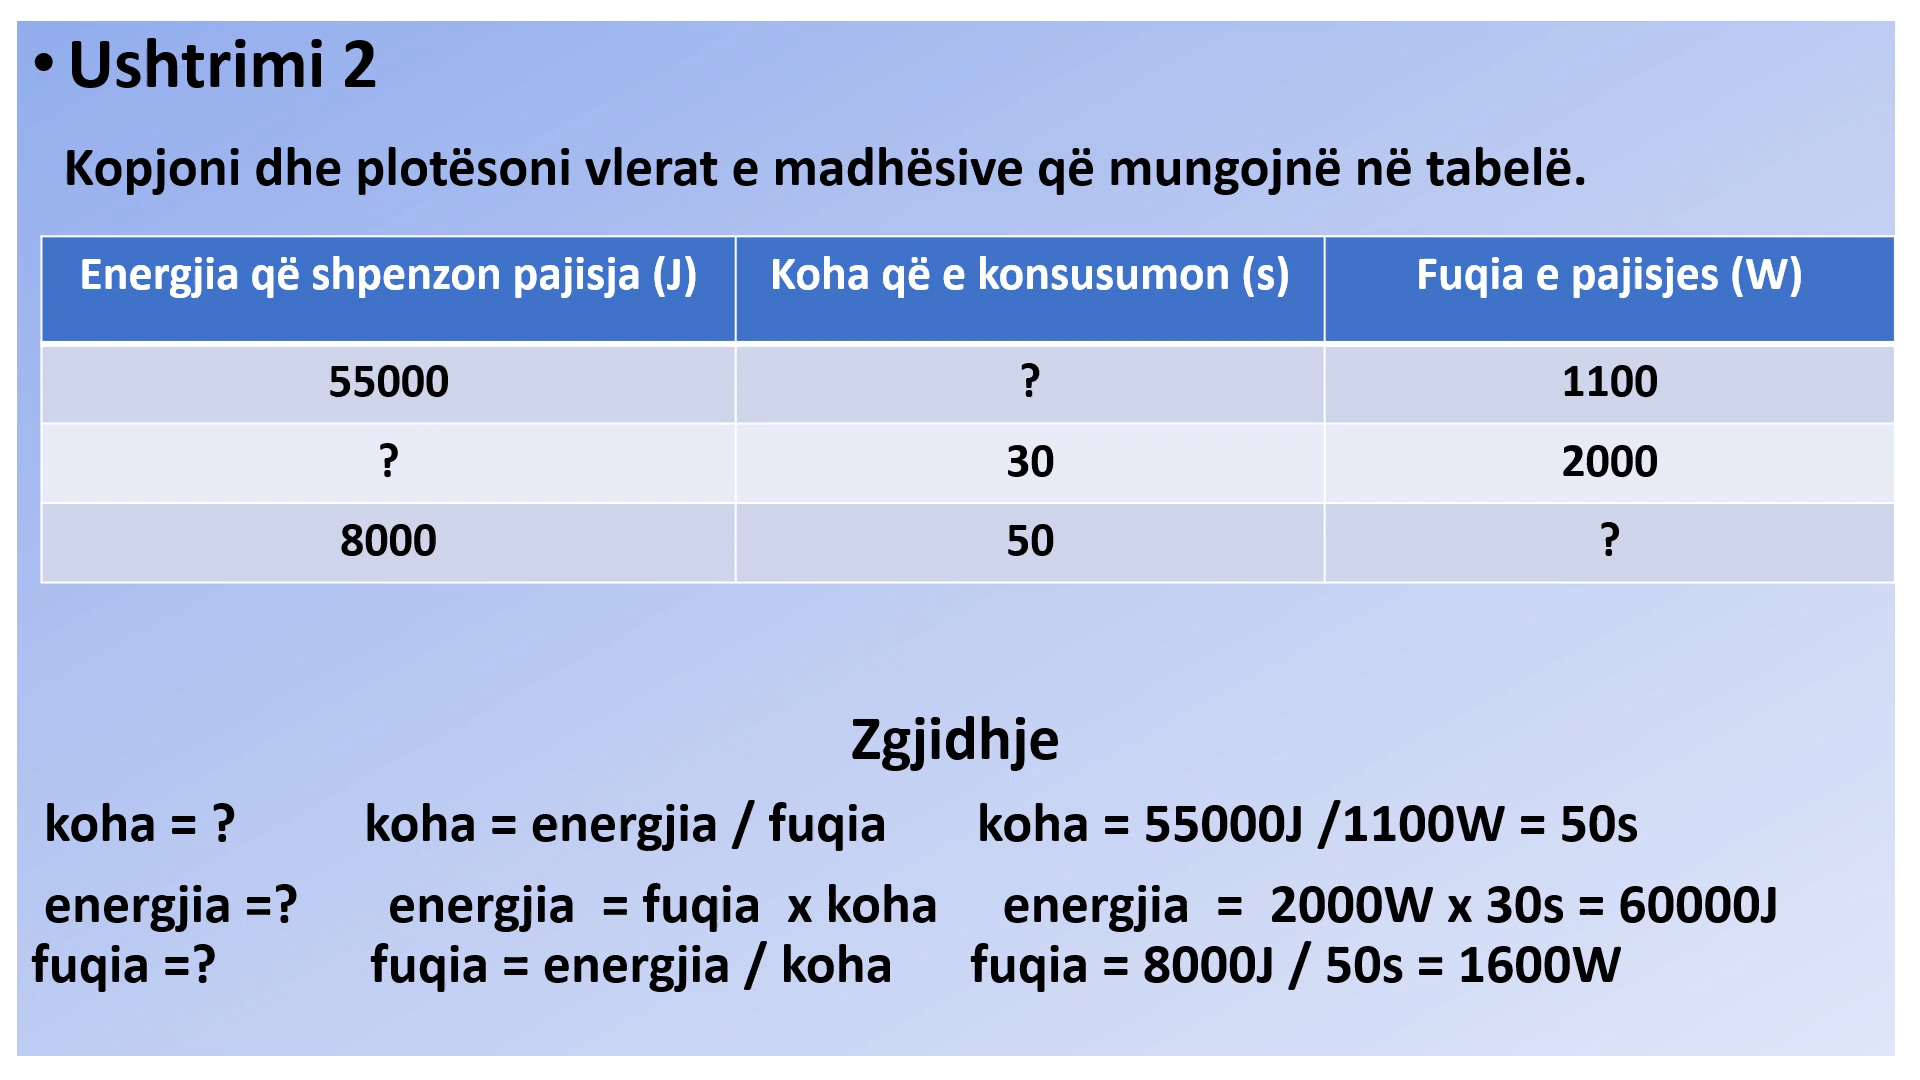 • Ushtrimi 2
Kopjoni dhe plotësoni vlerat e madhësive që mungojnë në tabelë.
Energjia që shpenzon pajisja (J) Koha që e konsusumon (s) Fuqia e pajisjes (W)
55000 ? 1100
? 30 2000
8000 50 ?
Zgjidhje
koha = ? koha = energjia / fuqia koha = 55000J /1100W = 50s
energjia =? energjia = fuqia x koha energjia = 2000W x 30s = 60000J
fuqia =? fuqia = energjia / koha fuqia = 8000J / 50s = 1600W